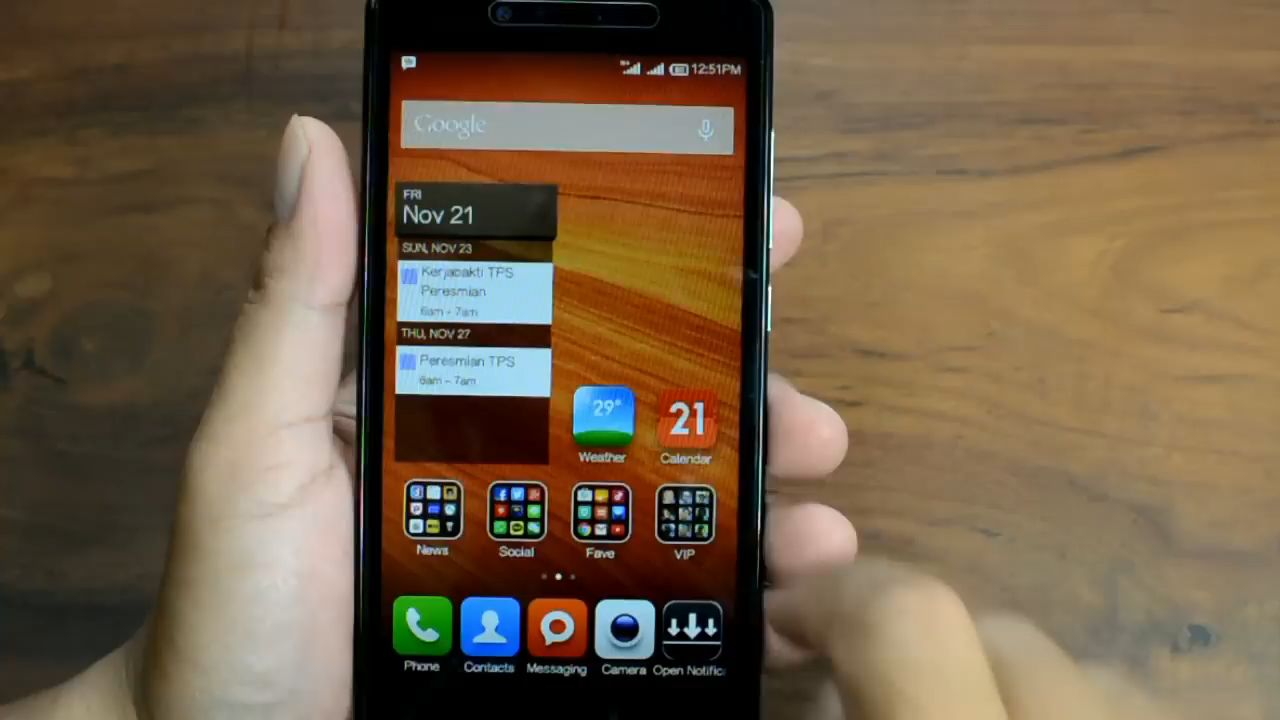 12:51PM
Google
FRI
Nov 21
SUN, NOV 23
Kerjabakti TPS
Peresmian
6am - 7am
THU, NOV 27
Peresmian TPS
6am - 7am
29°
21
Weather
Calendar
News
Social
Fave
VIP
Phone
Contacts
Messaging
Camera
Open Notific